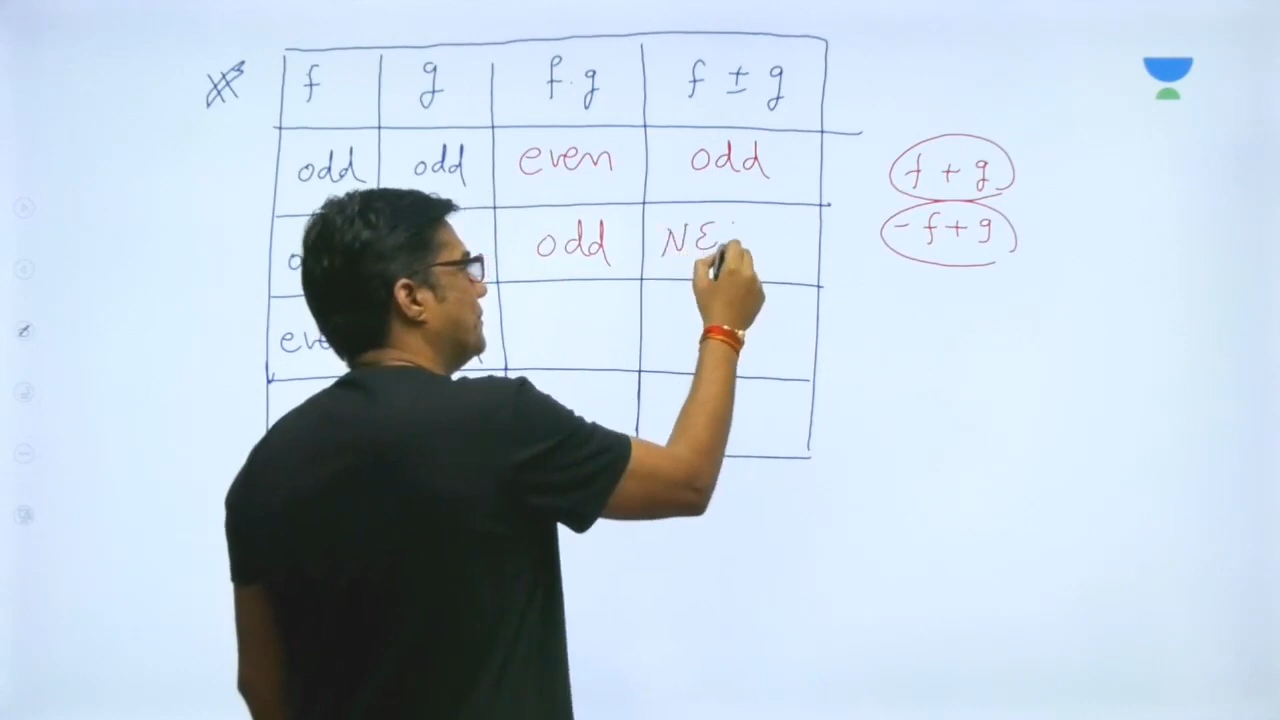 f g f.g f ± g
odd odd even odd
f + g
odd NE
- f + g